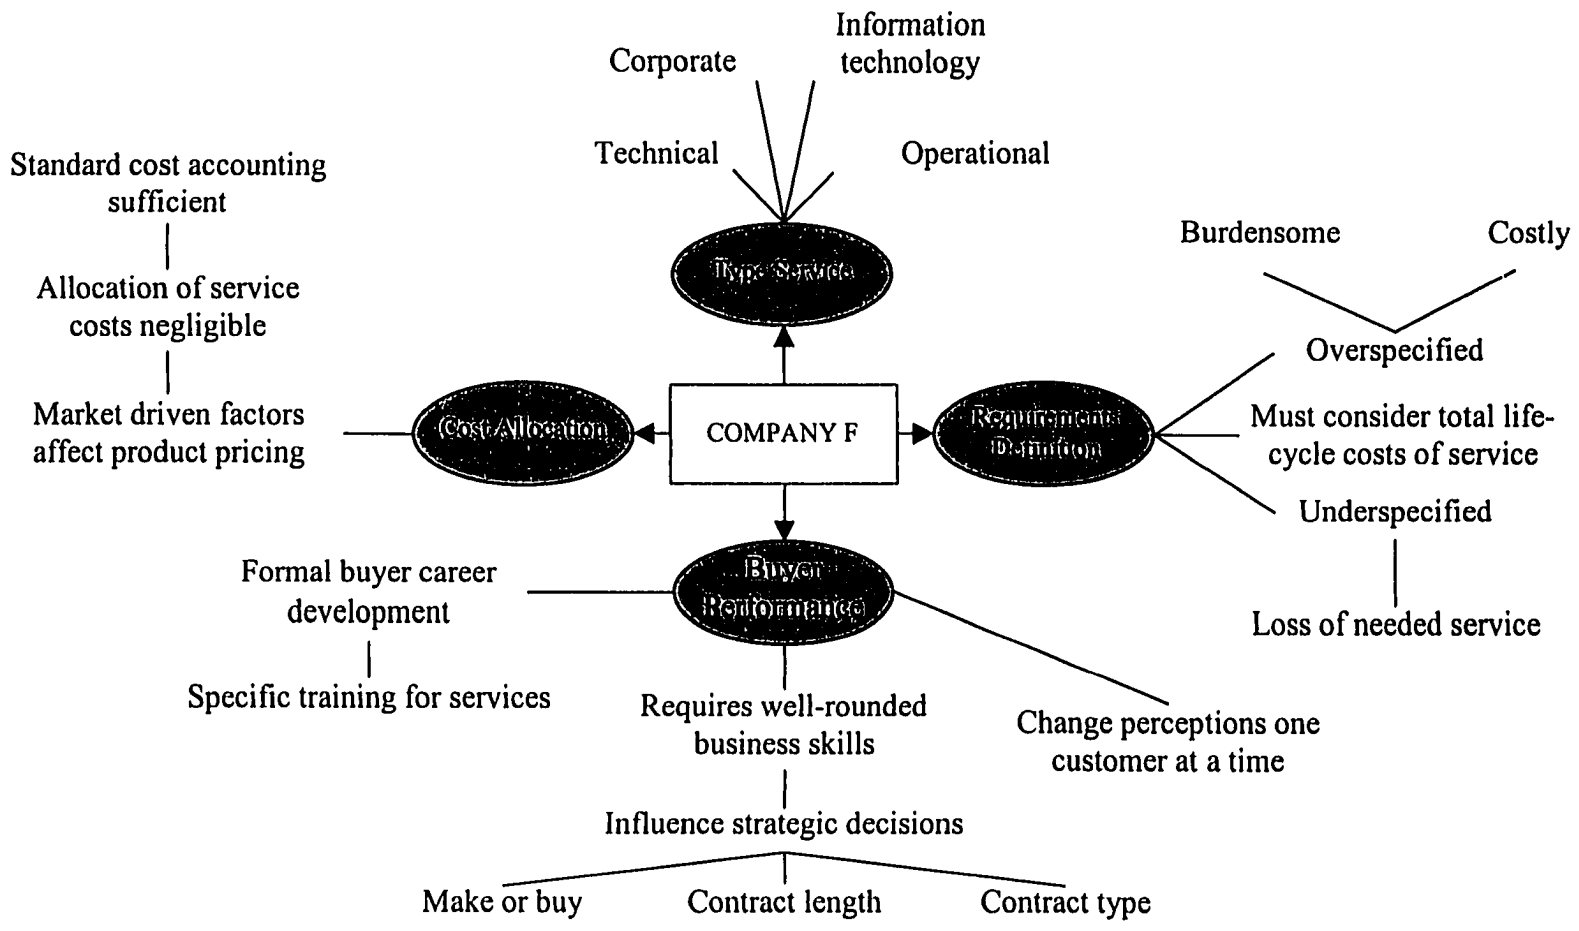 Information
technology
Corporate
Technical
Operational
Standard cost accounting
sufficient
Allocation of service
costs negligible
Market driven factors
affect product pricing
Type Service
Burdensome
Costly
Overspecified
Must consider total life-
cycle costs of service
Underspecified
Loss of needed service
Cost Allocation
COMPANY F
Requirements
Definition
Buyer
Performance
Formal buyer career
development
Specific training for services
Requires well-rounded
business skills
Change perceptions one
customer at a time
Influence strategic decisions
Make or buy
Contract length
Contract type